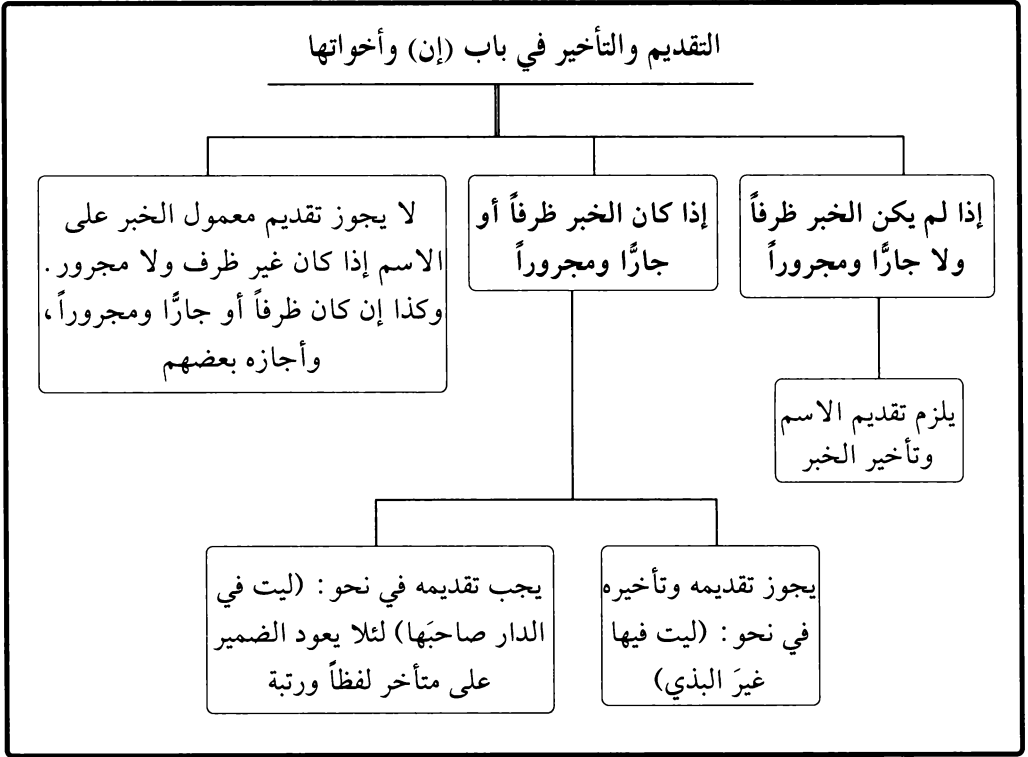 التقديم والتأخير في باب (إن) وأخواتها
إذا لم يكن الخبر ظرفاً
ولا جارًّا ومجروراً
يلزم تقديم الاسم
وتأخير الخبر
إذا كان الخبر ظرفاً أو
جارًّا ومجروراً
يجوز تقديمه وتأخيره
في نحو: (ليت فيها
غيرَ البذي)
يجب تقديمه في نحو: (ليت في
الدار صاحبَها) لئلا يعود الضمير
على متأخر لفظاً ورتبة
لا يجوز تقديم معمول الخبر على
الاسم إذا كان غير ظرف ولا مجرور.
وكذا إن كان ظرفاً أو جارًّا ومجروراً،
وأجازه بعضهم